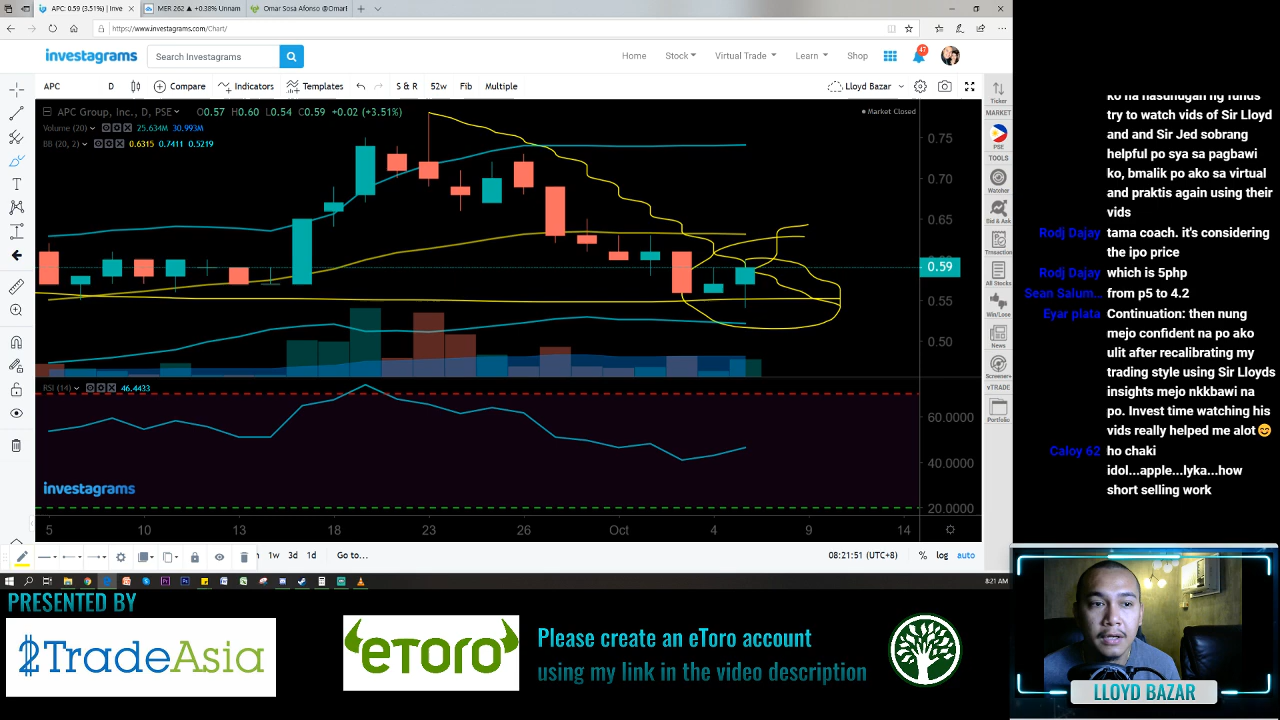 APC: 0.59 (3.51%) | Inve
MER 262 ▲ +0.38% Unnam
Omar Sosa Afonso @Omarl
https://www.investagrams.com/Chart/
investagrams
Search Investagrams
Home
Stock
Virtual Trade
Learn
Shop
47
APC
D
Compare
Indicators
Templates
S & R
52w
Fib
Multiple
Lloyd Bazar
APC Group, Inc., D, PSE
O0.57 H0.60 L0.54 C0.59 +0.02 (+3.51%)
Market Closed
Volume (20)
25.634M 30.993M
BB (20, 2)
0.6315 0.7411 0.5219
0.75
0.70
0.65
0.59
0.55
0.50
RSI (14)
46.4433
60.0000
40.0000
20.0000
investagrams
5
10
13
18
23
26
Oct
4
9
14
1w
3d
1d
Go to...
08:21:51 (UTC+8)
%
log
auto
8:21 AM
Ticker
MARKET
PSE
TOOLS
Watcher
Bid & Ask
Transaction
All Stocks
Win/Lose
News
Screener+
vTRADE
Portfolio
ko na nasunugan ng funds
try to watch vids of Sir Lloyd
and and Sir Jed sobrang
helpful po sya sa pagbawi
ko, bmalik po ako sa virtual
and praktis again using their
vids
Rodj Dajay tama coach. it's considering
the ipo price
Rodj Dajay which is 5php
Sean Salum... from p5 to 4.2
Eyar plata Continuation: then nung
mejo confident na po ako
ulit after recalibrating my
trading style using Sir Lloyds
insights mejo nkkbawi na
po. Invest time watching his
vids really helped me alot😊
Caloy 62 ho chaki
idol...apple...lyka...how
short selling work
PRESENTED BY
2TradeAsia
eToro
Please create an eToro account
using my link in the video description
LLOYD BAZAR